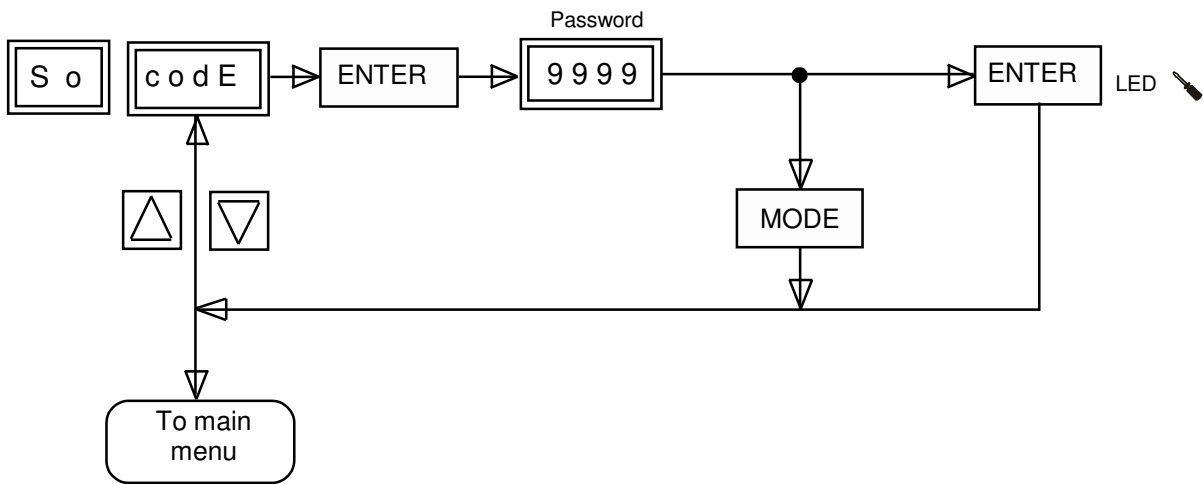 Password
S o
c o d E
ENTER
9 9 9 9
ENTER
LED
MODE
To main
menu